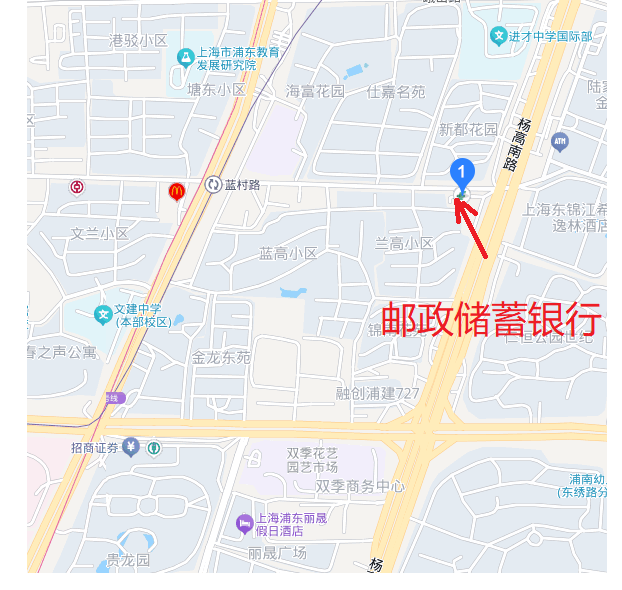 港驳小区
上海市浦东教育
发展研究院
塘东小区
海富花园
仕嘉名苑
文
进才中学国际部
新都花园
杨高南路
ATM
1
蓝村路
文兰小区
蓝高小区
兰高小区
上海东锦江希
逸林酒店
文
文建中学
(本部校区)
邮政储蓄银行
春之声公寓
金龙东苑
融创浦建727
号线
招商证券
¥
双季花艺
园艺市场
双季商务中心
浦南幼
(东绣路分
上海浦东丽晟
假日酒店
丽晟广场
贵龙园
杨